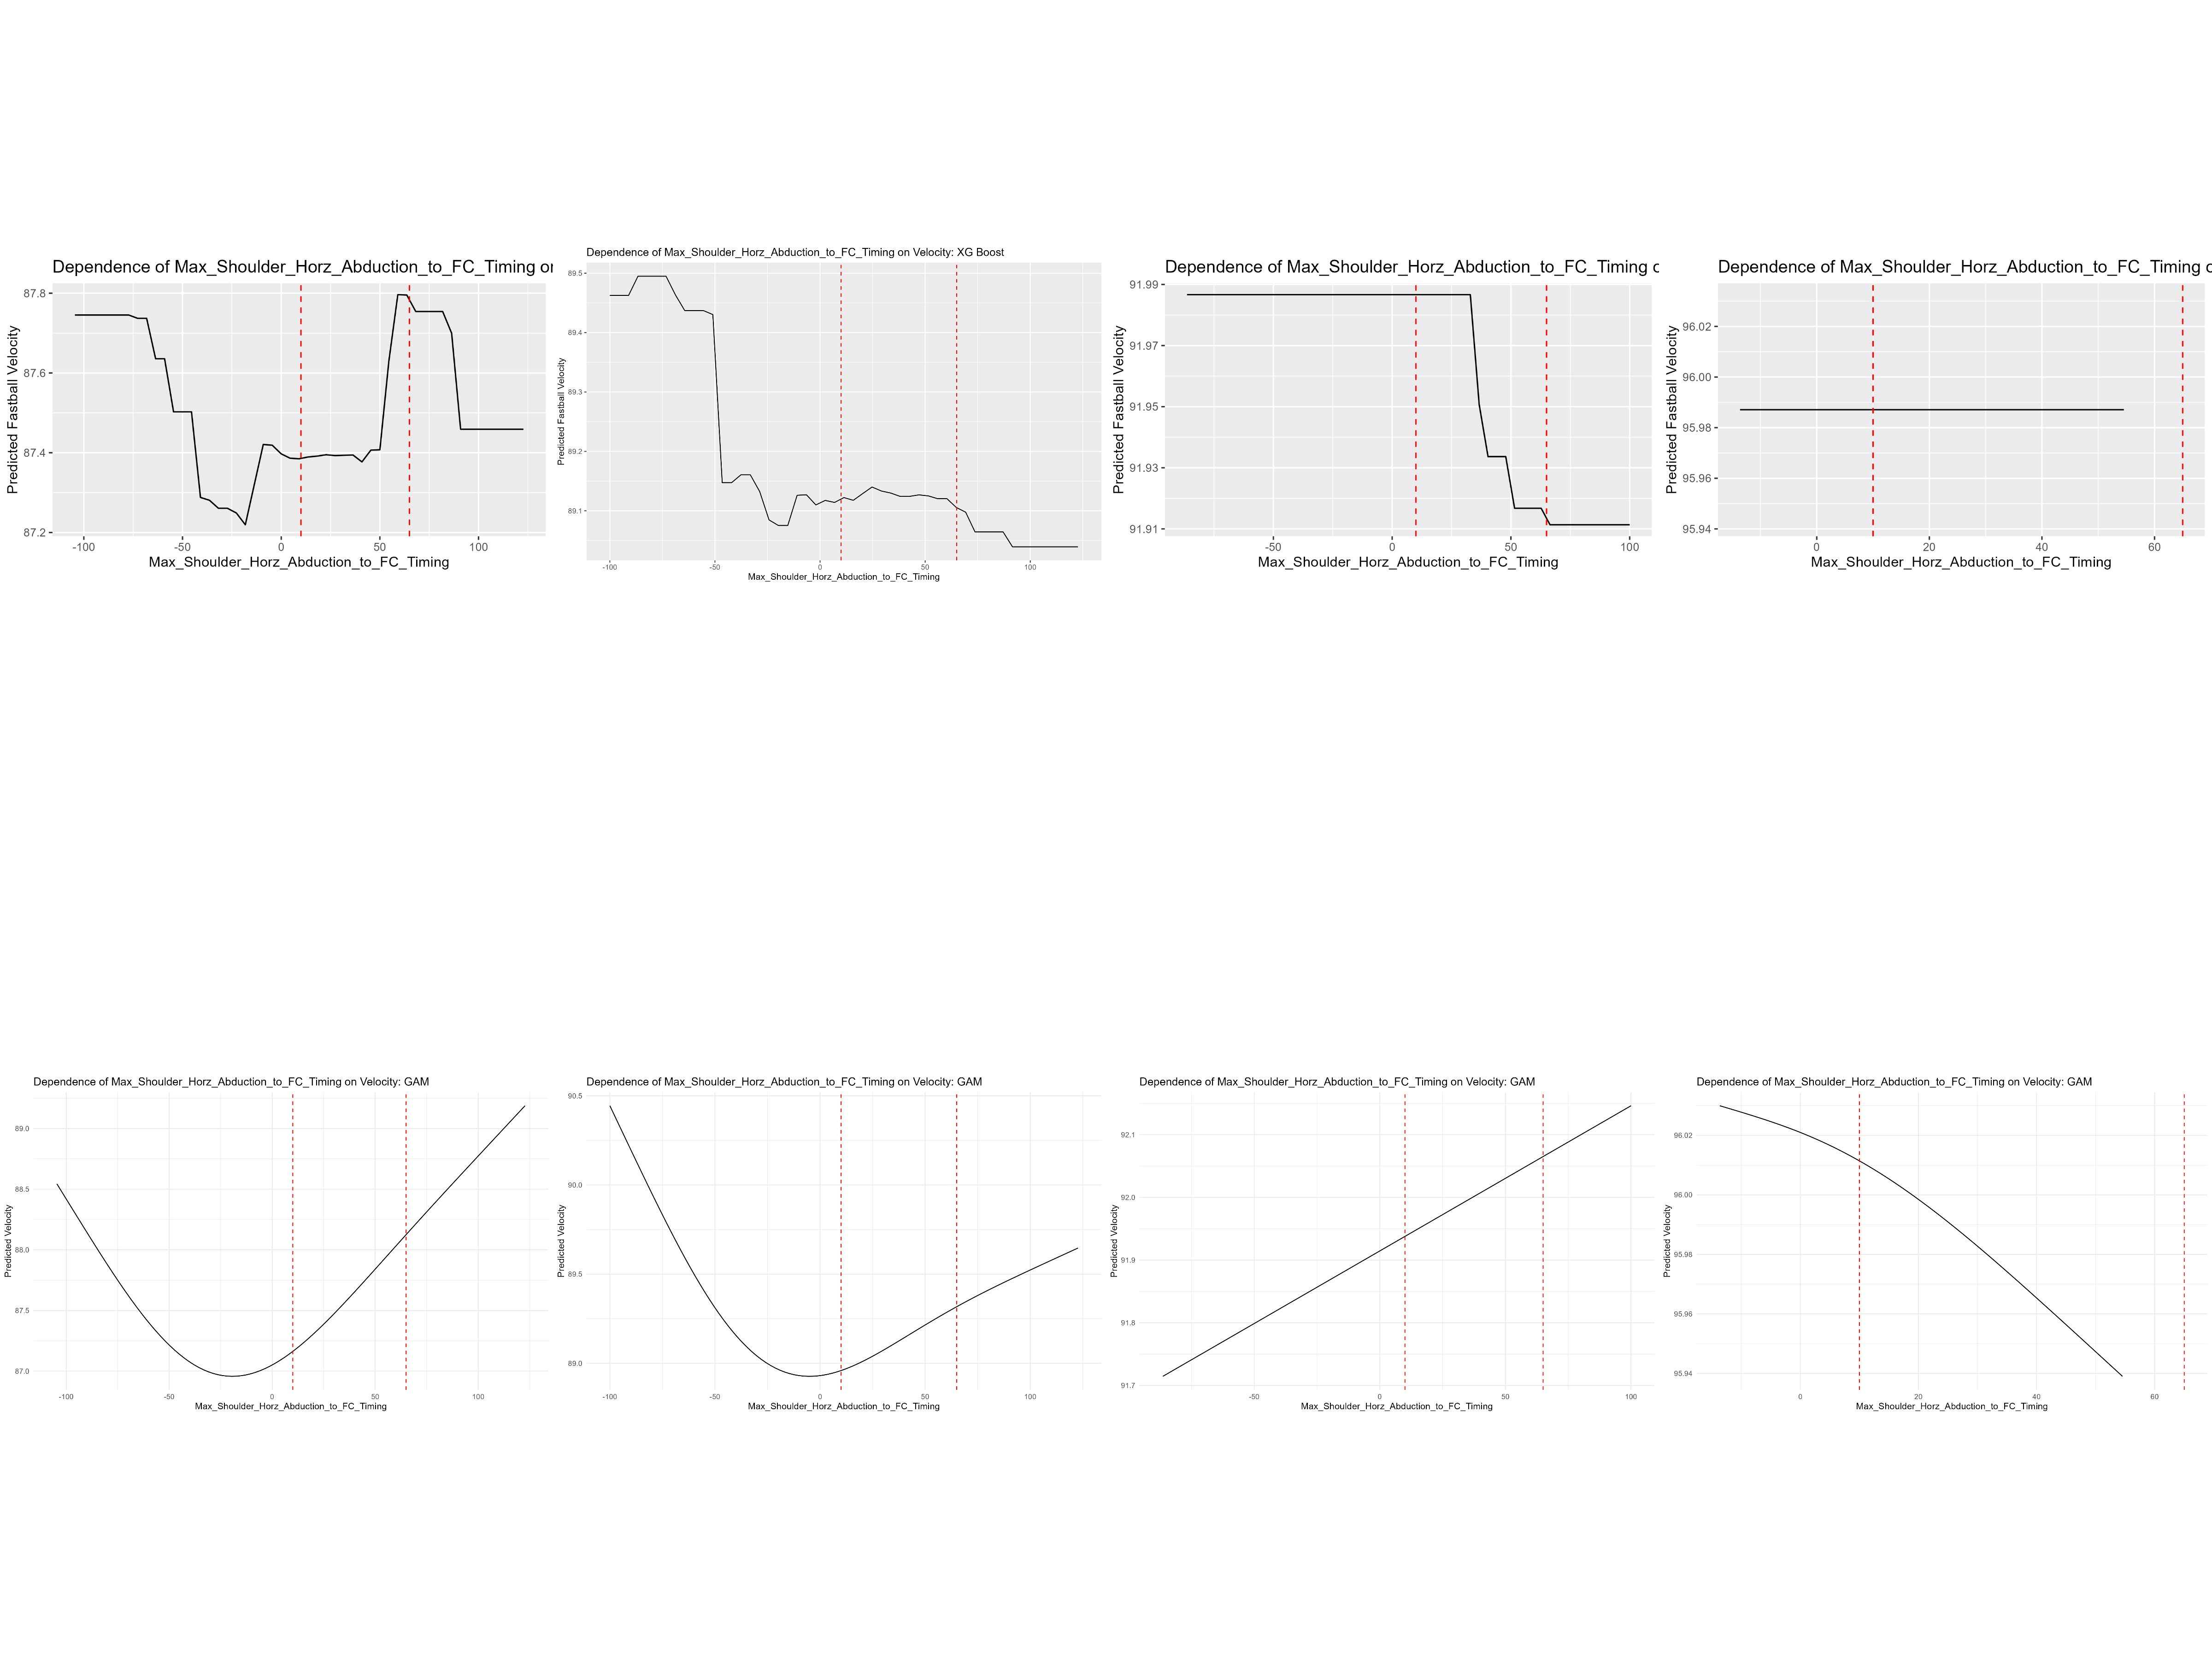 Dependence of Max_Shoulder_Horz_Abduction_to_FC_Timing or
Predicted Fastball Velocity
87.8
87.6
87.4
87.2
-100 -50 0 50 100
Max_Shoulder_Horz_Abduction_to_FC_Timing
Dependence of Max_Shoulder_Horz_Abduction_to_FC_Timing on Velocity: XG Boost
Predicted Fastball Velocity
89.5
89.4
89.3
89.2
89.1
-100 -50 0 50 100
Max_Shoulder_Horz_Abduction_to_FC_Timing
Dependence of Max_Shoulder_Horz_Abduction_to_FC_Timing c
Predicted Fastball Velocity
91.99
91.97
91.95
91.93
91.91
-50 0 50 100
Max_Shoulder_Horz_Abduction_to_FC_Timing
Dependence of Max_Shoulder_Horz_Abduction_to_FC_Timing c
Predicted Fastball Velocity
96.02
96.00
95.98
95.96
95.94
0 20 40 60
Max_Shoulder_Horz_Abduction_to_FC_Timing
Dependence of Max_Shoulder_Horz_Abduction_to_FC_Timing on Velocity: GAM
Predicted Velocity
89.0
88.5
88.0
87.5
87.0
-100 -50 0 50 100
Max_Shoulder_Horz_Abduction_to_FC_Timing
Dependence of Max_Shoulder_Horz_Abduction_to_FC_Timing on Velocity: GAM
Predicted Velocity
90.5
90.0
89.5
89.0
-100 -50 0 50 100
Max_Shoulder_Horz_Abduction_to_FC_Timing
Dependence of Max_Shoulder_Horz_Abduction_to_FC_Timing on Velocity: GAM
Predicted Velocity
92.1
92.0
91.9
91.8
91.7
-50 0 50 100
Max_Shoulder_Horz_Abduction_to_FC_Timing
Dependence of Max_Shoulder_Horz_Abduction_to_FC_Timing on Velocity: GAM
Predicted Velocity
96.02
96.00
95.98
95.96
95.94
0 20 40 60
Max_Shoulder_Horz_Abduction_to_FC_Timing